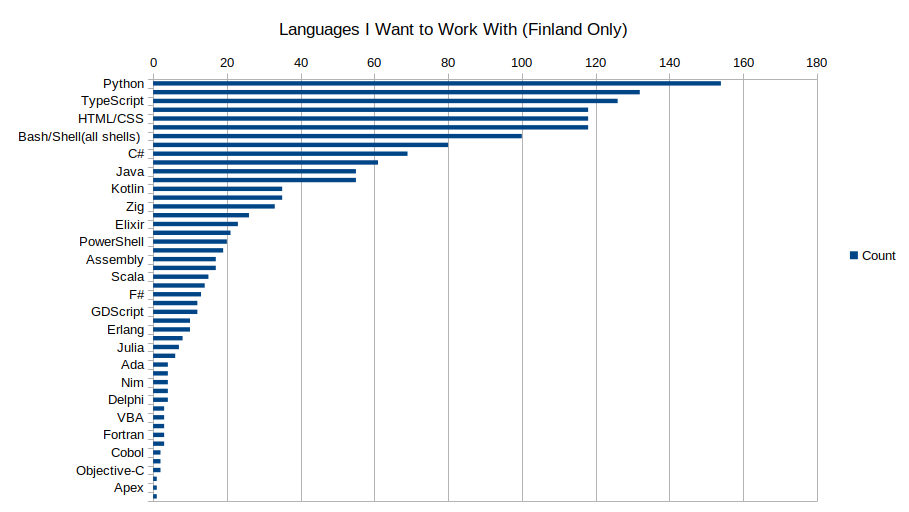 Languages I Want to Work With (Finland Only)
0 20 40 60 80 100 120 140 160 180
Python
TypeScript
HTML/CSS
Bash/Shell(all shells)
C#
Java
Kotlin
Zig
Elixir
PowerShell
Assembly
Count
Scala
F#
GDScript
Erlang
Julia
Ada
Nim
Delphi
VBA
Fortran
Cobol
Objective-C
Apex